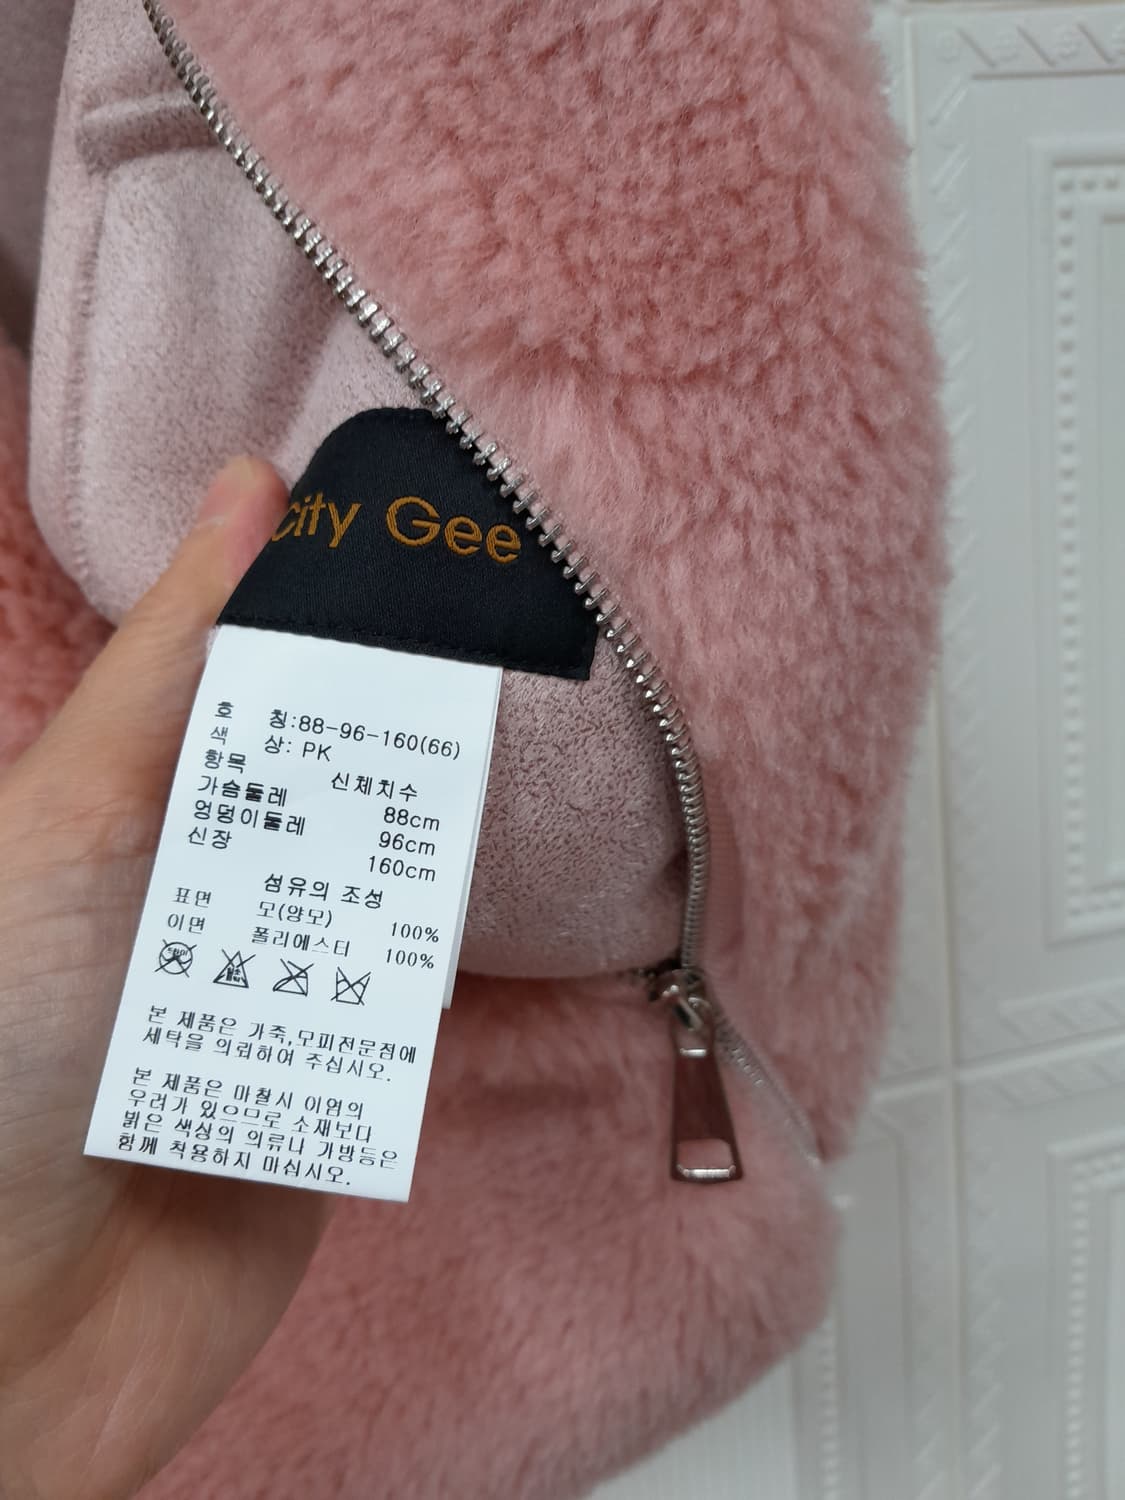 city Gee
호 칭:88-96-160(66)
색 상: PK
항목 신체치수
가슴둘레 88cm
엉덩이둘레 96cm
신장 160cm
섬유의 조성
표면 모(양모) 100%
이면 폴리에스터 100%
본 제품은 가죽,모피전문점에
세탁을 의뢰하여 주십시오.
본 제품은 마찰시 이염의
우려가 있으므로 소재보다
밝은 색상의 의류나 가방등은
함께 착용하지 마십시오.